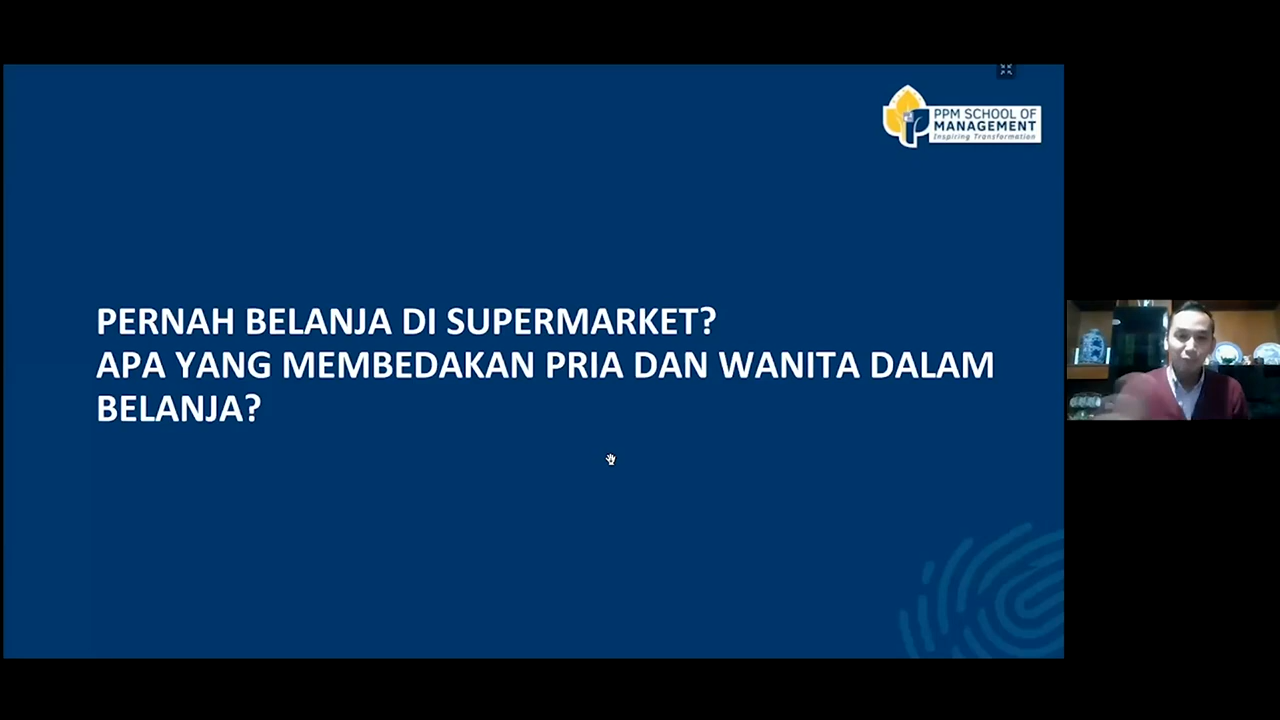 PPM SCHOOL OF
MANAGEMENT
Inspiring Transformation
PERNAH BELANJA DI SUPERMARKET?
APA YANG MEMBEDAKAN PRIA DAN WANITA DALAM
BELANJA?